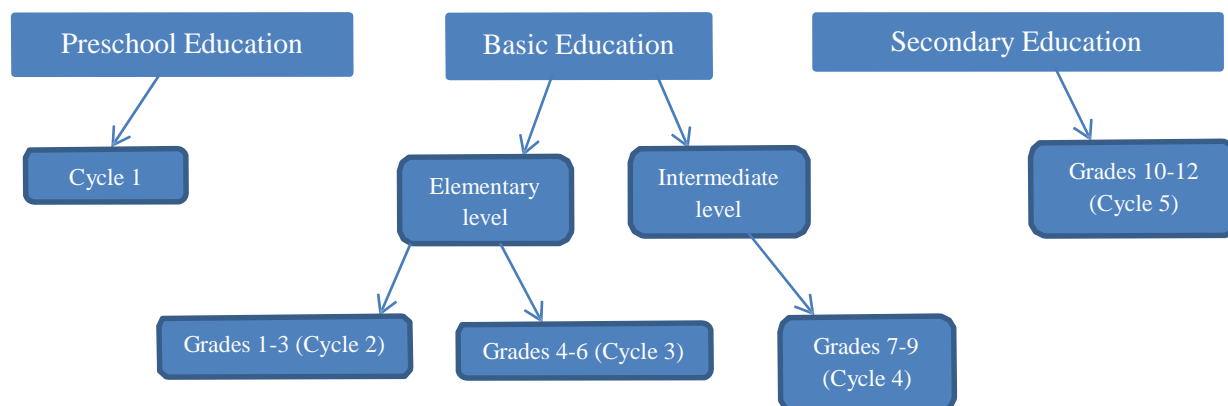 Preschool Education
Basic Education
Secondary Education
Cycle 1
Elementary
level
Intermediate
level
Grades 10-12
(Cycle 5)
Grades 1-3 (Cycle 2)
Grades 4-6 (Cycle 3)
Grades 7-9
(Cycle 4)